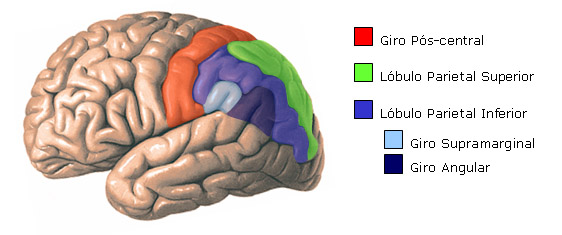 Giro Pós-central
Lóbulo Parietal Superior
Lóbulo Parietal Inferior
Giro Supramarginal
Giro Angular